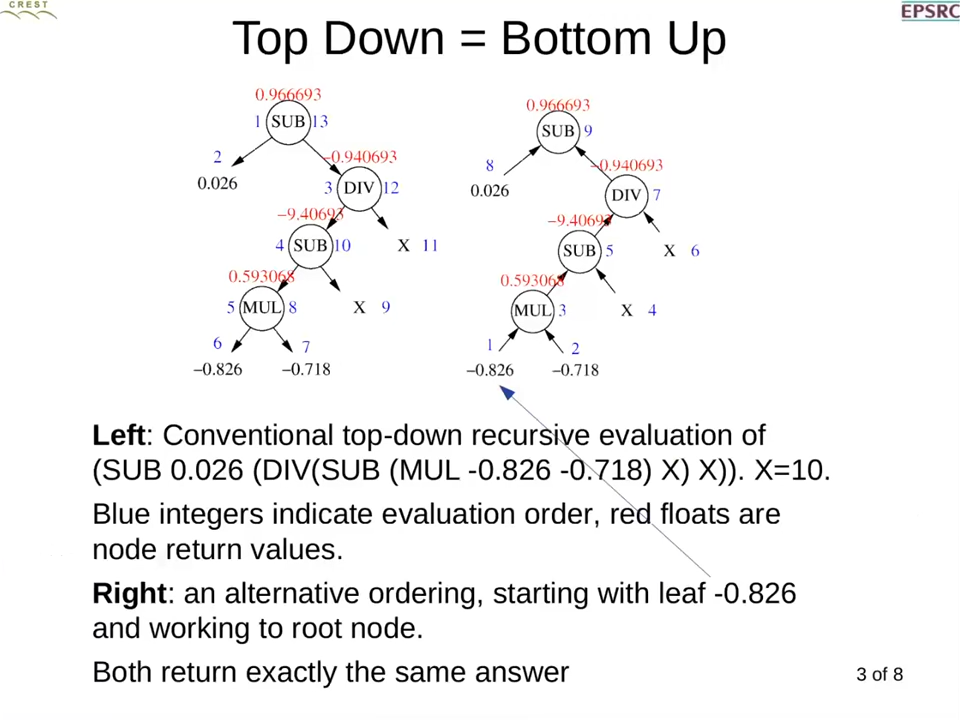 CREST
EPSRC
Top Down = Bottom Up
0.966693
1 SUB 13
2
0.026
−0.940693
3 DIV 12
−9.40693
4 SUB 10
X 11
0.593068
5 MUL 8
X 9
6
7
−0.826
−0.718
0.966693
SUB 9
8
0.026
−0.940693
DIV 7
−9.40693
SUB 5
X 6
0.593068
MUL 3
X 4
1
2
−0.826
−0.718
Left: Conventional top-down recursive evaluation of
(SUB 0.026 (DIV(SUB (MUL -0.826 -0.718) X) X)). X=10.
Blue integers indicate evaluation order, red floats are
node return values.
Right: an alternative ordering, starting with leaf -0.826
and working to root node.
Both return exactly the same answer
3 of 8